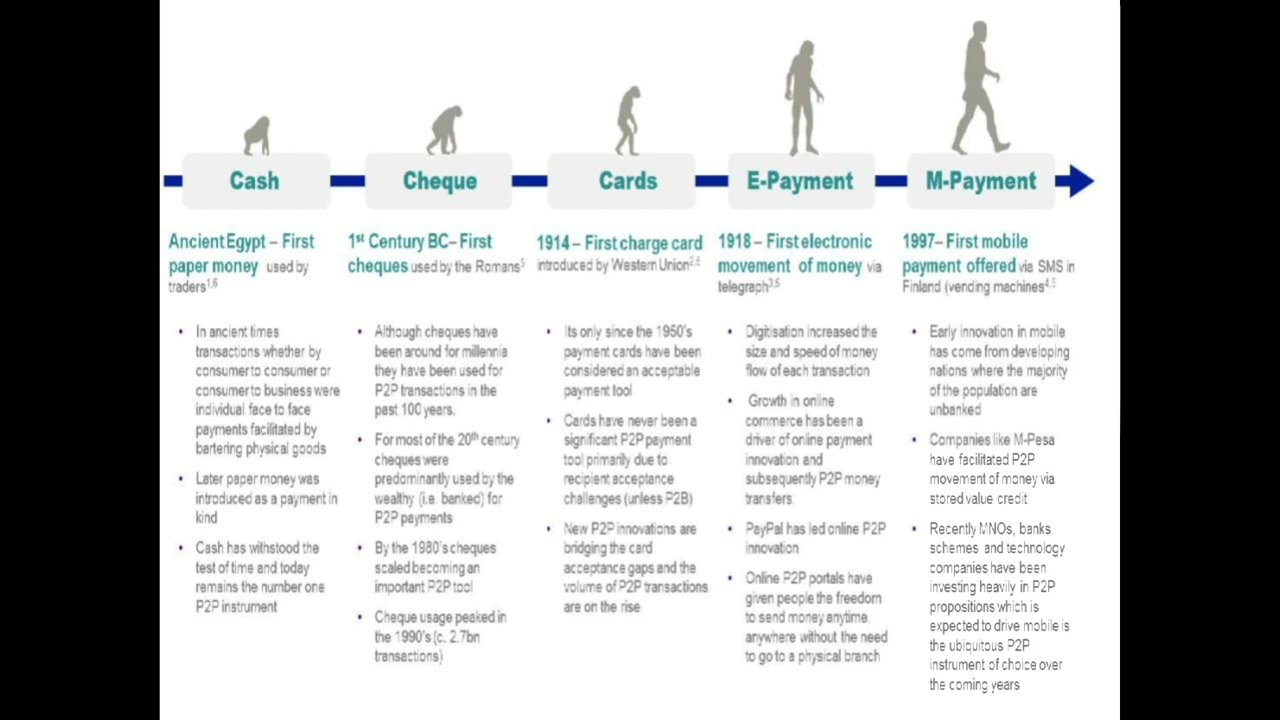 Cash
Cheque
Cards
E-Payment
M-Payment
Ancient Egypt – First
paper money used by
traders1,6
In ancient times
transactions whether by
consumer to consumer or
consumer to business were
individual face to face
payments facilitated by
bartering physical goods
Later paper money was
introduced as a payment in
kind
Cash has withstood the
test of time and today
remains the number one
P2P instrument
1st Century BC– First
cheques used by the Romans5
Although cheques have
been around for millennia
they have been used for
P2P transactions in the
past 100 years.
For most of the 20th century
cheques were
predominantly used by the
wealthy (i.e. banked) for
P2P payments
By the 1980's cheques
scaled becoming an
important P2P tool
Cheque usage peaked in
the 1990's (c. 2.7bn
transactions)
1914 – First charge card
introduced by Western Union
Its only since the 1950's
payment cards have been
considered an acceptable
payment tool
Cards have never been a
significant P2P payment
tool primarily due to
recipient acceptance
challenges (unless P2B)
New P2P innovations are
bridging the card
acceptance gaps and the
volume of P2P transactions
are on the rise
1918 – First electronic
movement of money via
telegraph3,5
Digitisation increased the
size and speed of money
flow of each transaction
Growth in online
commerce has been a
driver of online payment
innovation and
subsequently P2P money
transfers.
PayPal has led online P2P
innovation
Online P2P portals have
given people the freedom
to send money anytime,
anywhere without the need
to go to a physical branch
1997– First mobile
payment offered via SMS in
Finland (vending machines4,5
Early innovation in mobile
has come from developing
nations where the majority
of the population are
unbanked
Companies like M-Pesa
have facilitated P2P
movement of money via
stored value credit
Recently MNOs, banks
schemes and technology
companies have been
investing heavily in P2P
propositions which is
expected to drive mobile is
the ubiquitous P2P
instrument of choice over
the coming years